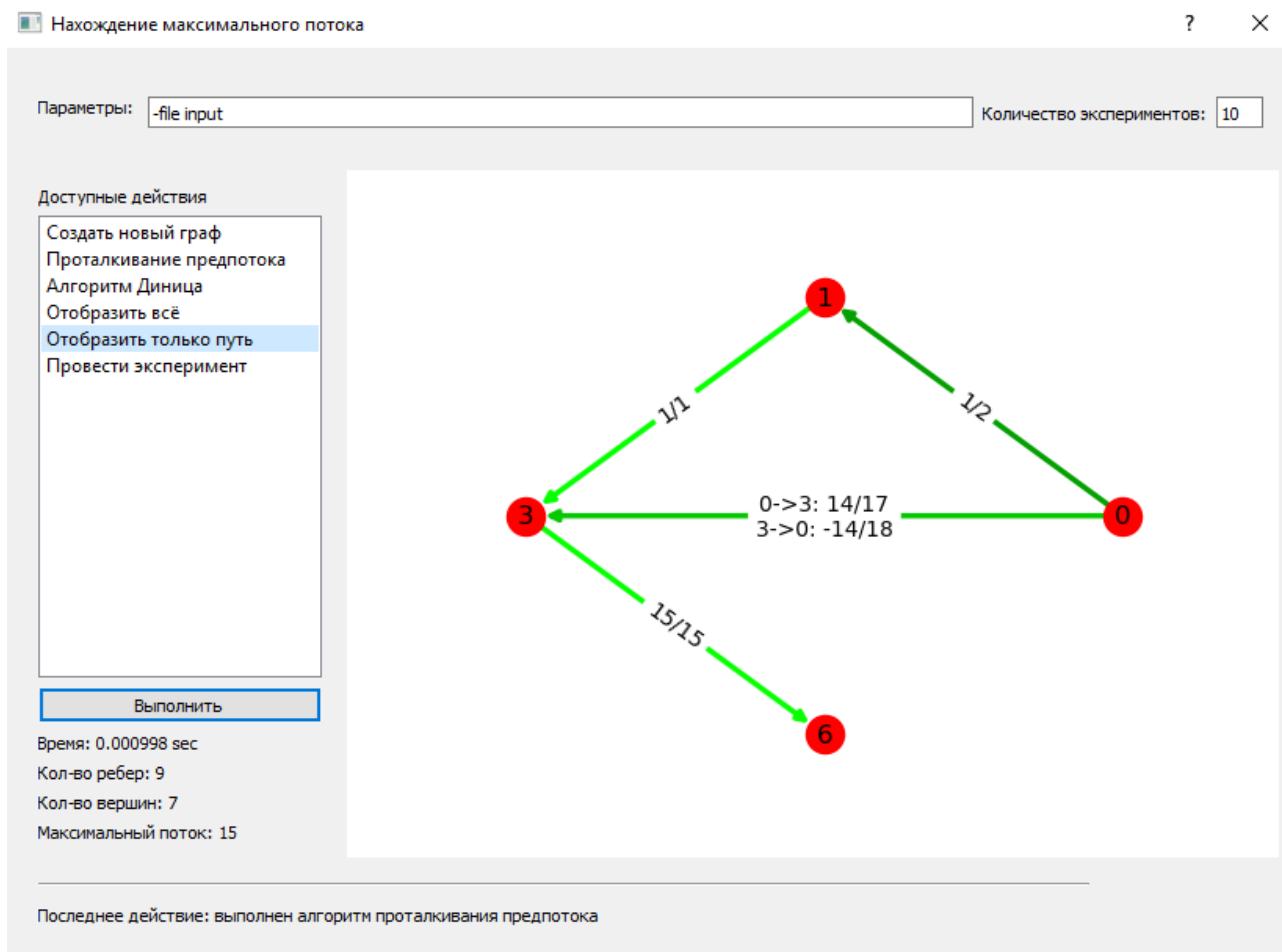 Нахождение максимального потока
?
Параметры: -file input Количество экспериментов: 10
Доступные действия
Создать новый граф
Проталкивание предпотока
Алгоритм Диница
Отобразить всё
Отобразить только путь
Провести эксперимент
1
1/1
1/2
0->3: 14/17
3->0: -14/18
3
0
15/15
6
Выполнить
Время: 0.000998 sec
Кол-во ребер: 9
Кол-во вершин: 7
Максимальный поток: 15
Последнее действие: выполнен алгоритм проталкивания предпотока